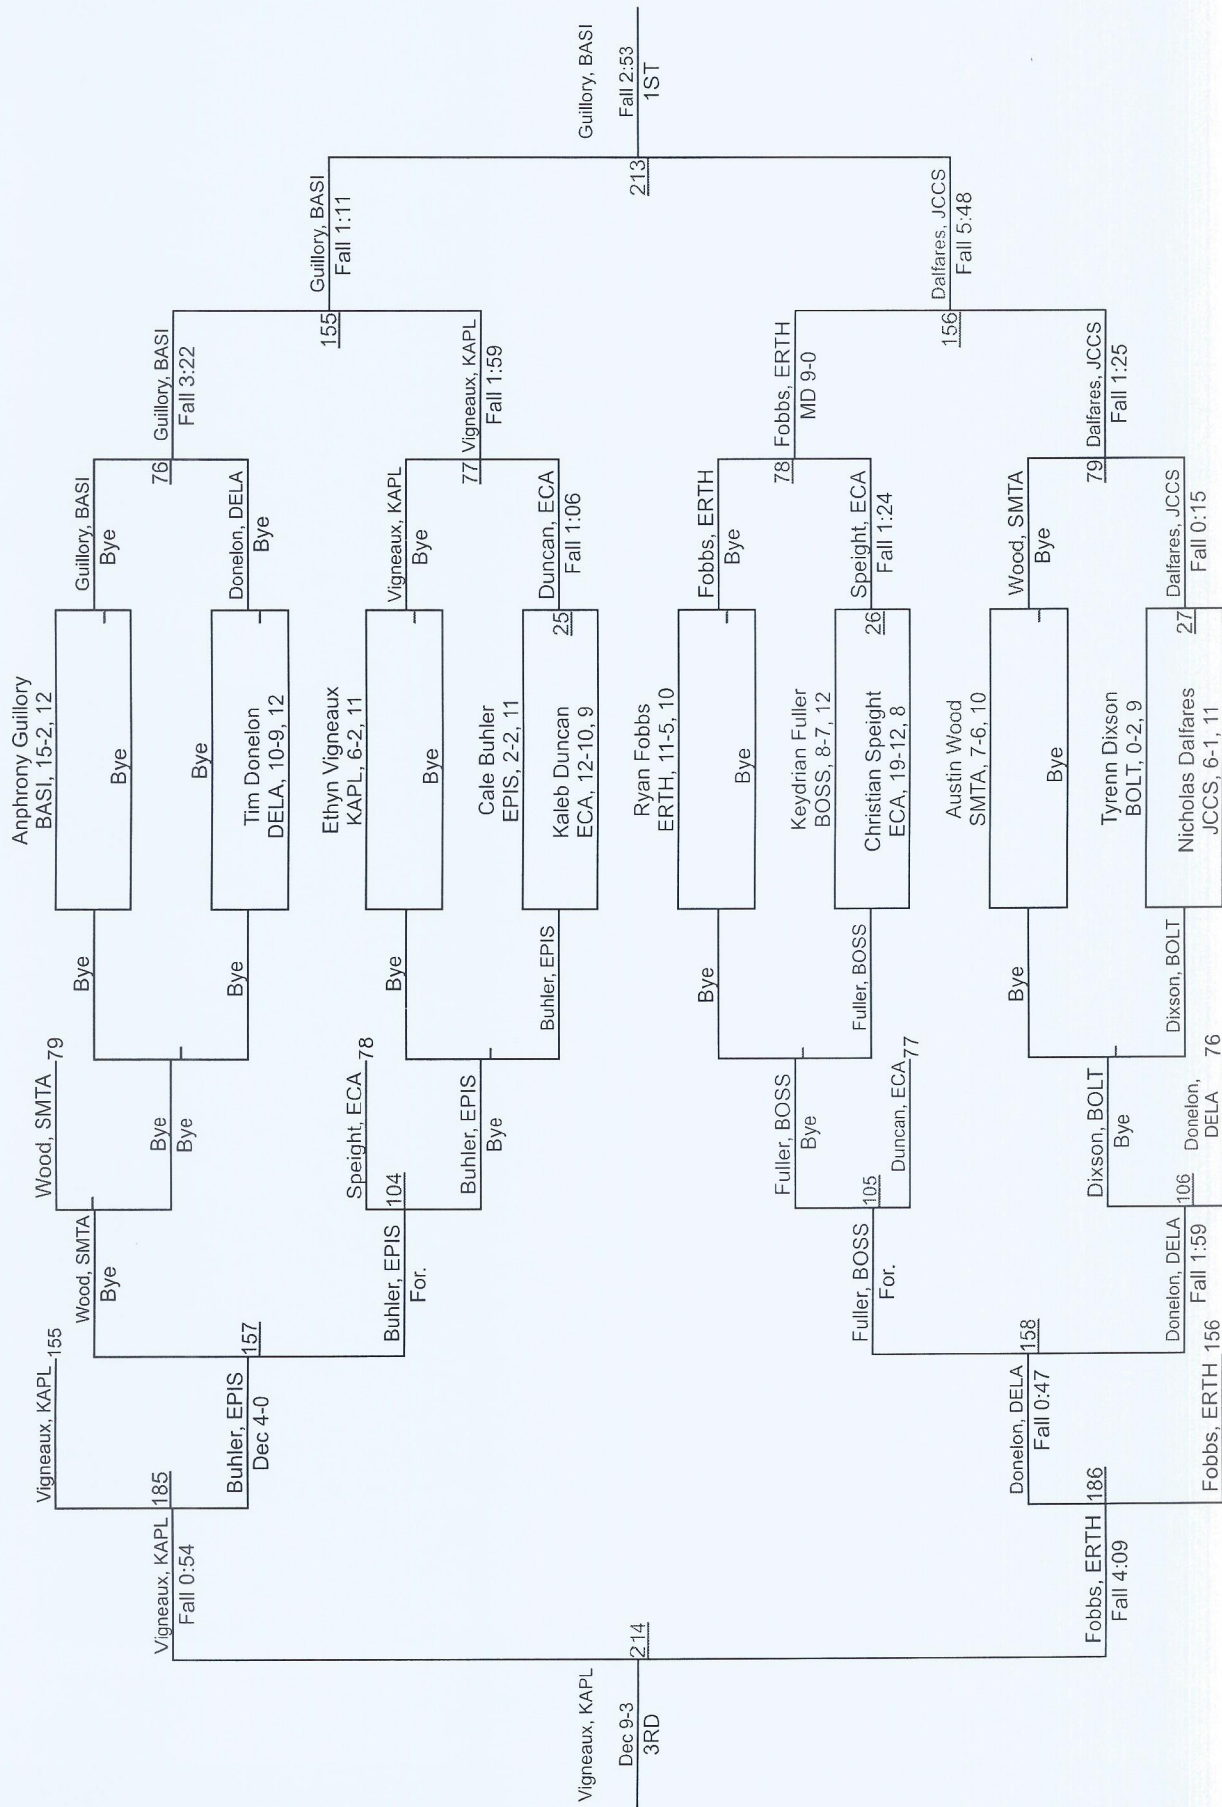 Anphrony Guillory
BASI, 15-2, 12
Bye
Bye
Tim Donelon
DELA, 10-9, 12
Ethyn Vigneaux
KAPL, 6-2, 11
Bye
Cale Buhler
EPIS, 2-2, 11
Kaleb Duncan
ECA, 12-10, 9
25
Ryan Fobbs
ERTH, 11-5, 10
Bye
Keydrian Fuller
BOSS, 8-7, 12
Christian Speight
ECA, 19-12, 8
26
Austin Wood
SMTA, 7-6, 10
Bye
Tyrenn Dixson
BOLT, 0-2, 9
Nicholas Dalfares
JCCS, 6-1, 11
27
Guillory, BASI
Bye
Donelon, DELA
Bye
Vigneaux, KAPL
Bye
Duncan, ECA
Fall 1:06
Fobbs, ERTH
Bye
Speight, ECA
Fall 1:24
Wood, SMTA
Bye
Dalfares, JCCS
Fall 0:15
76
Guillory, BASI
Fall 3:22
77
Vigneaux, KAPL
Fall 1:59
78
Fobbs, ERTH
MD 9-0
79
Dalfares, JCCS
Fall 1:25
155
Guillory, BASI
Fall 1:11
156
Dalfares, JCCS
Fall 5:48
213
Guillory, BASI
Fall 2:53
1ST
Bye
Bye
Bye
Buhler, EPIS
Bye
Fuller, BOSS
Bye
Dixson, BOLT
Wood, SMTA 79
Bye
Bye
Speight, ECA 78
Buhler, EPIS
Bye
Fuller, BOSS
Bye
Duncan, ECA 77
Dixson, BOLT
Bye
Donelon,
DELA 76
Wood, SMTA
Bye
104
Buhler, EPIS
For.
105
Fuller, BOSS
For.
106
Donelon, DELA
Fall 1:59
Vigneaux, KAPL 155
157
Buhler, EPIS
Dec 4-0
158
Donelon, DELA
Fall 0:47
Fobbs, ERTH 156
185
Vigneaux, KAPL
Fall 0:54
186
Fobbs, ERTH
Fall 4:09
214
Vigneaux, KAPL
Dec 9-3
3RD